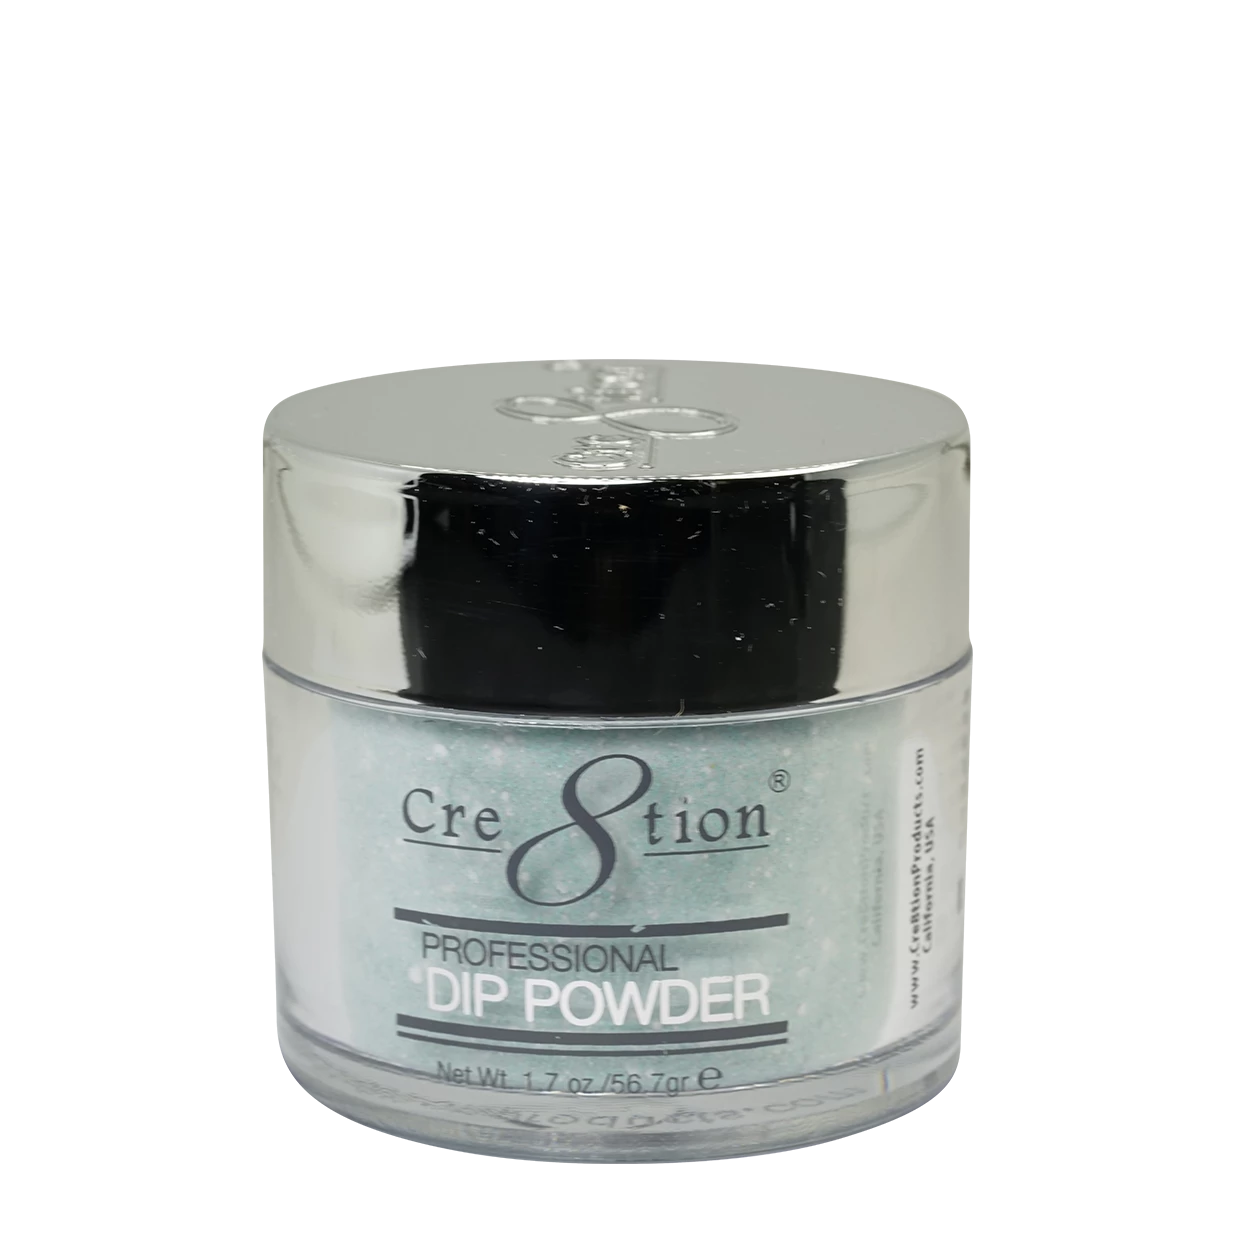 Cre8tion®
PROFESSIONAL
DIP POWDER
Net Wt. 1.7 oz /56.7gr ℮
www.Cre8tionProducts.com
California, USA